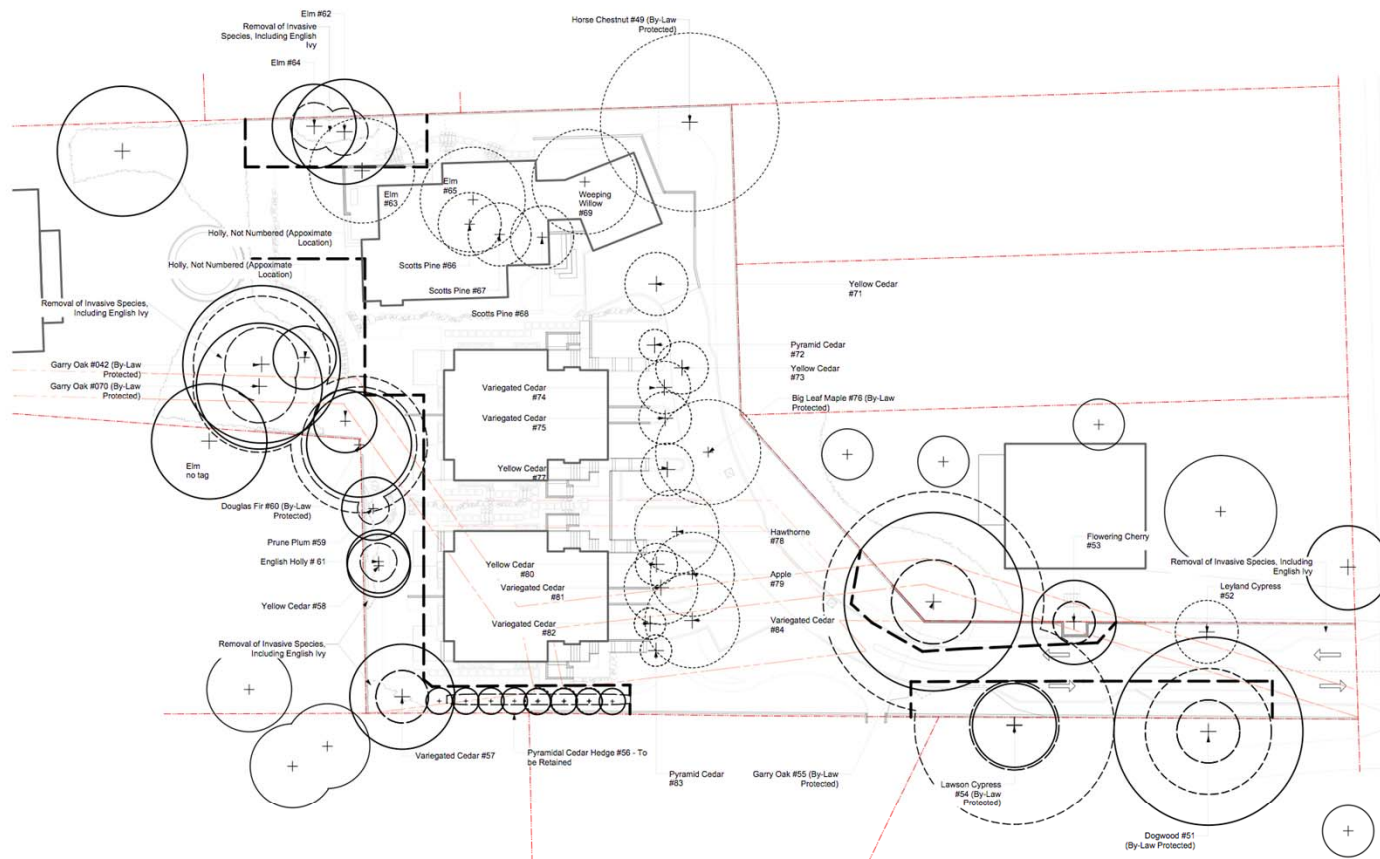 Elm #62
Removal of Invasive
Species, Including English
Ivy
Elm #64
Horse Chestnut #49 (By-Law
Protected)
Elm
#63
Elm
#65
Weeping
Willow
#69
Holly, Not Numbered (Appoximate
Location)
Holly, Not Numbered (Appoximate
Location)
Scotts Pine #66
Scotts Pine #67
Scotts Pine #68
Yellow Cedar
#71
Removal of Invasive Species,
Including English Ivy
Pyramid Cedar
#72
Yellow Cedar
#73
Garry Oak #042 (By-Law
Protected)
Garry Oak #070 (By-Law
Protected)
Variegated Cedar
#74
Variegated Cedar
#75
Big Leaf Maple #76 (By-Law
Protected)
Yellow Cedar
#77
Elm
no tag
Douglas Fir #60 (By-Law
Protected)
Prune Plum #59
English Holly # 61
Hawthorne
#78
Flowering Cherry
#53
Yellow Cedar
#80
Apple
#79
Removal of Invasive Species, Including
English Ivy
Variegated Cedar
#81
Leyland Cypress
#52
Yellow Cedar #58
Variegated Cedar
#82
Variegated Cedar
#84
Removal of Invasive Species,
Including English Ivy
Variegated Cedar #57
Pyramidal Cedar Hedge #56 - To
be Retained
Pyramid Cedar
#83
Garry Oak #55 (By-Law
Protected)
Lawson Cypress
#54 (By-Law
Protected)
Dogwood #51
(By-Law Protected)